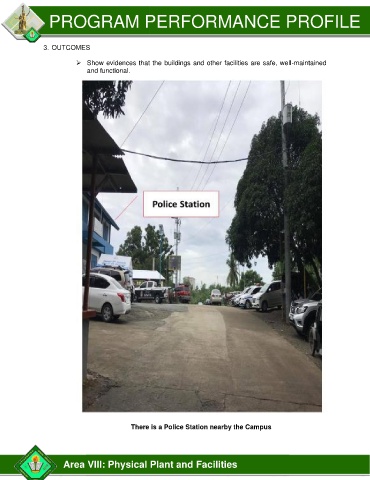 PROGRAM PERFORMANCE PROFILE
3. OUTCOMES
➢ Show evidences that the buildings and other facilities are safe, well-maintained
and functional.
Police Station
There is a Police Station nearby the Campus
Area VIII: Physical Plant and Facilities